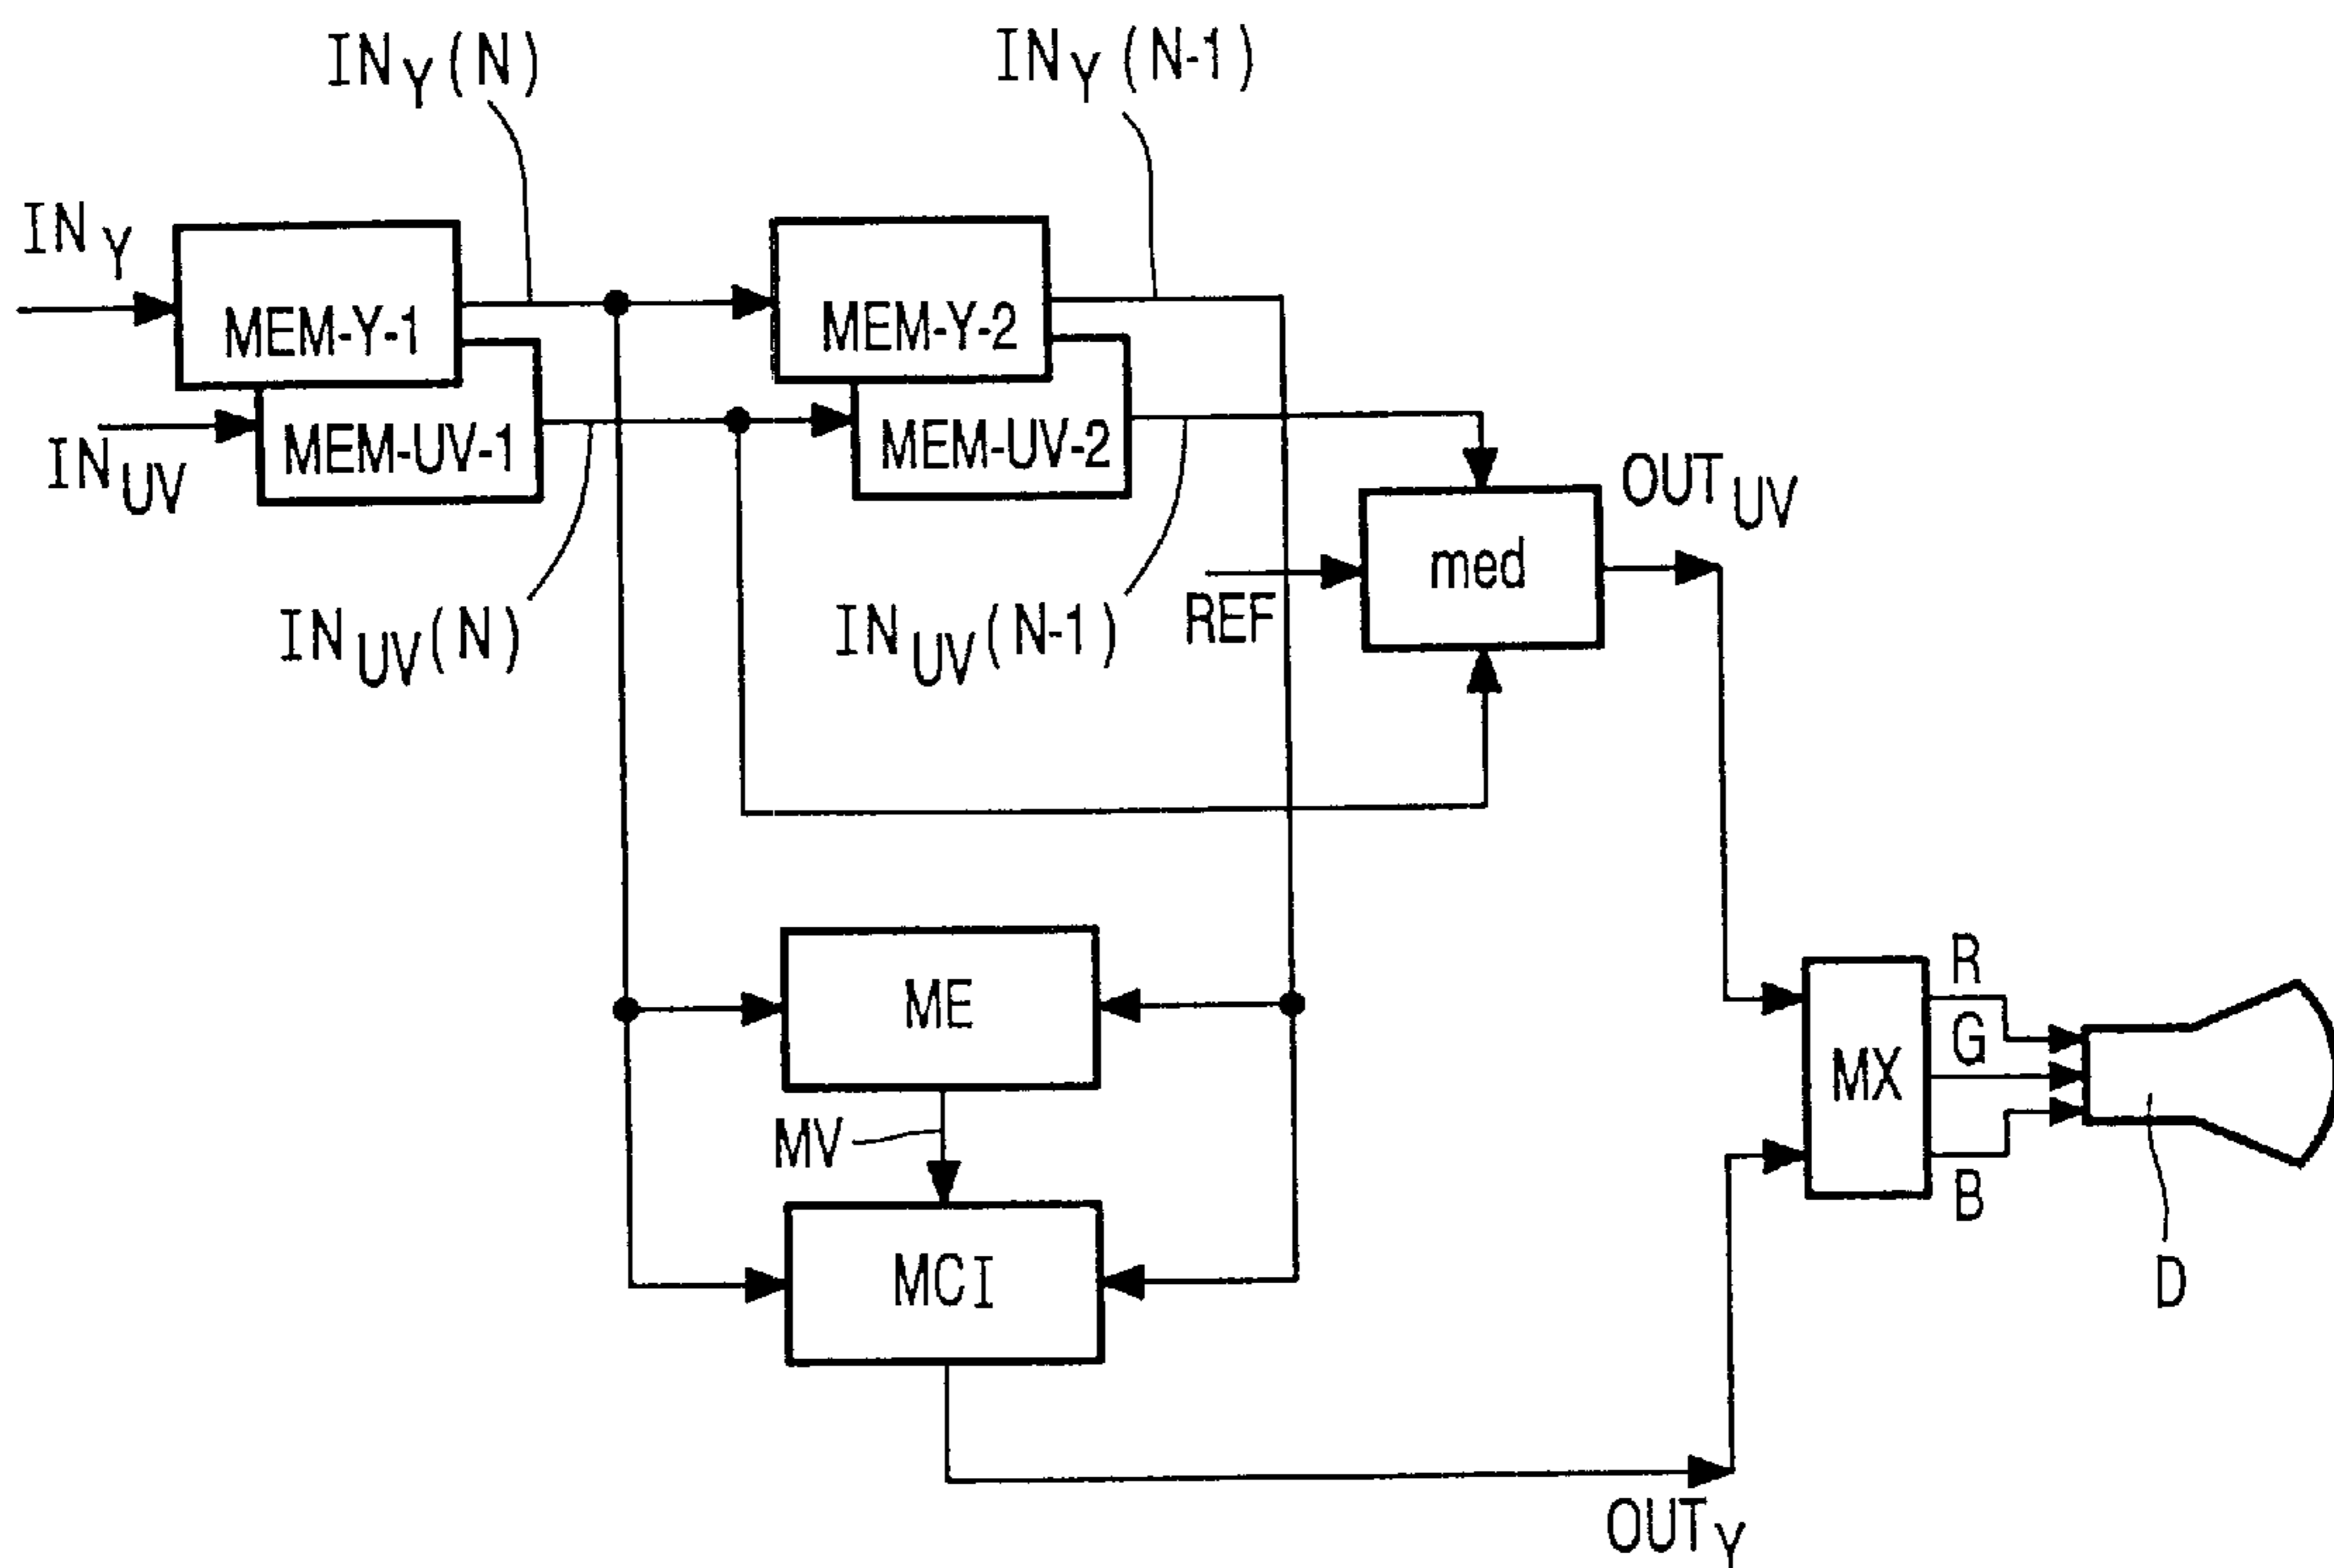 IN_Y(N)
IN_Y(N-1)
IN_Y
MEM-Y-1
MEM-Y-2
IN_UV
MEM-UV-1
MEM-UV-2
OUT_UV
med
REF
IN_UV(N)
IN_UV(N-1)
ME
R
G
MX
MV
B
MCI
D
OUT_Y